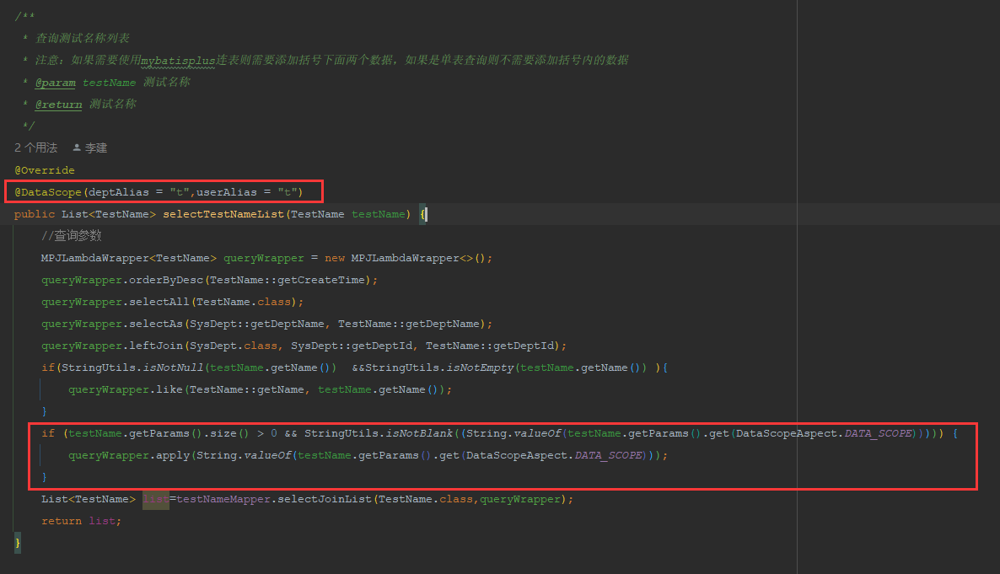 /**
* 查询测试名称列表
* 注意：如果需要使用mybatisplus连表则需要添加括号下面两个数据，如果是单表查询则不需要添加括号内的数据
* @param testName 测试名称
* @return 测试名称
*/
2 个用法 李建
@Override
@DataScope(deptAlias = "t",userAlias = "t")
public List<TestName> selectTestNameList(TestName testName) {
//查询参数
MPJLambdaWrapper<TestName> queryWrapper = new MPJLambdaWrapper<>();
queryWrapper.orderByDesc(TestName::getCreateTime);
queryWrapper.selectAll(TestName.class);
queryWrapper.selectAs(SysDept::getDeptName, TestName::getDeptName);
queryWrapper.leftJoin(SysDept.class, SysDept::getDeptId, TestName::getDeptId);
if(StringUtils.isNotNull(testName.getName())  &&StringUtils.isNotEmpty(testName.getName()) ){
queryWrapper.like(TestName::getName, testName.getName());
}
if (testName.getParams().size() > 0 && StringUtils.isNotBlank((String.valueOf(testName.getParams().get(DataScopeAspect.DATA_SCOPE))))) {
queryWrapper.apply(String.valueOf(testName.getParams().get(DataScopeAspect.DATA_SCOPE)));
}
List<TestName> list=testNameMapper.selectJoinList(TestName.class,queryWrapper);
return list;
}